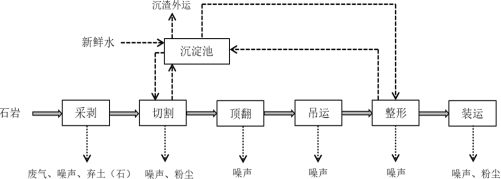 沉渣外运
新鲜水
沉淀池
石岩
采剥
切割
顶翻
吊运
整形
装运
废气、噪声、弃土（石）
噪声、粉尘
噪声
噪声
噪声
噪声、粉尘